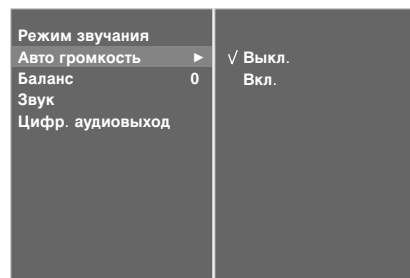 Режим звучания
Авто громкость ► √ Выкл.
Баланс 0 Вкл.
Звук
Цифр. аудиовыход